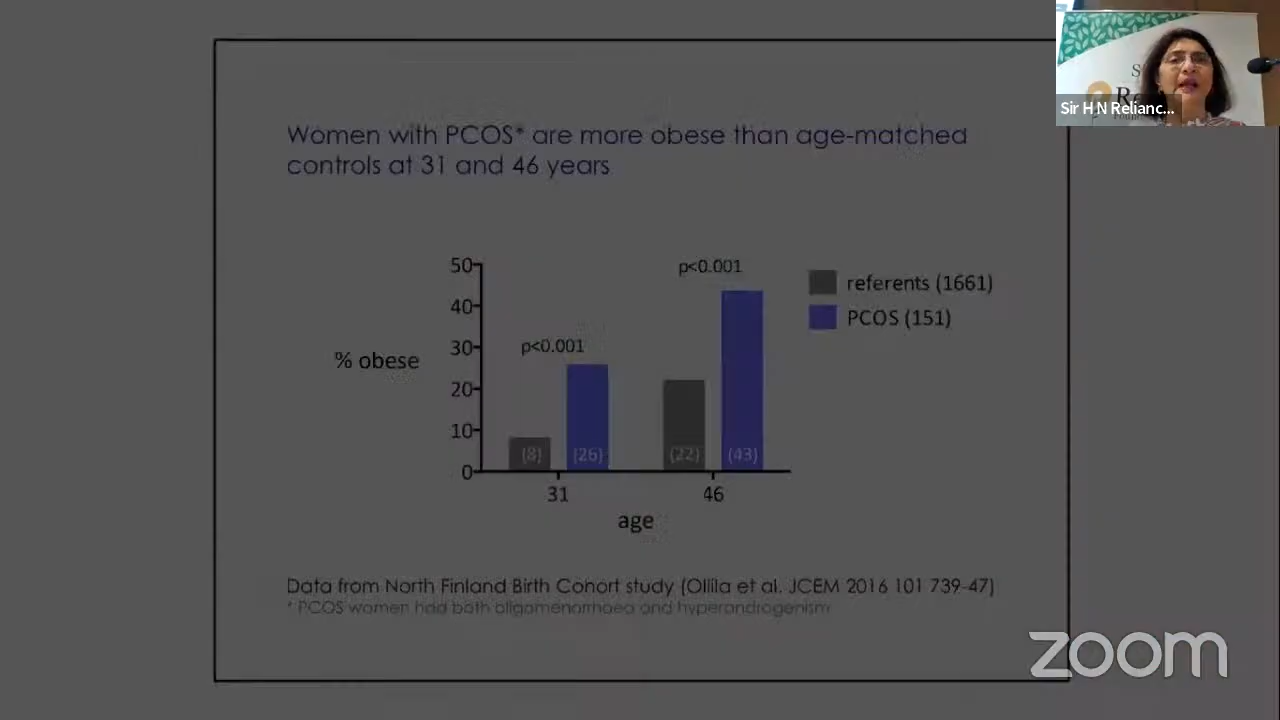 Women with PCOS* are more obese than age-matched
controls at 31 and 46 years
50
40
30
20
10
0
% obese
p<0.001
p<0.001
(8)
(26)
(22)
(43)
31
46
age
referents (1661)
PCOS (151)
Data from North Finland Birth Cohort study (Ollila et al. JCEM 2016 101 739-47)
* PCOS women had both oligomenorrhaea and hyperandrogenism
Sir H N Relianc...
zoom